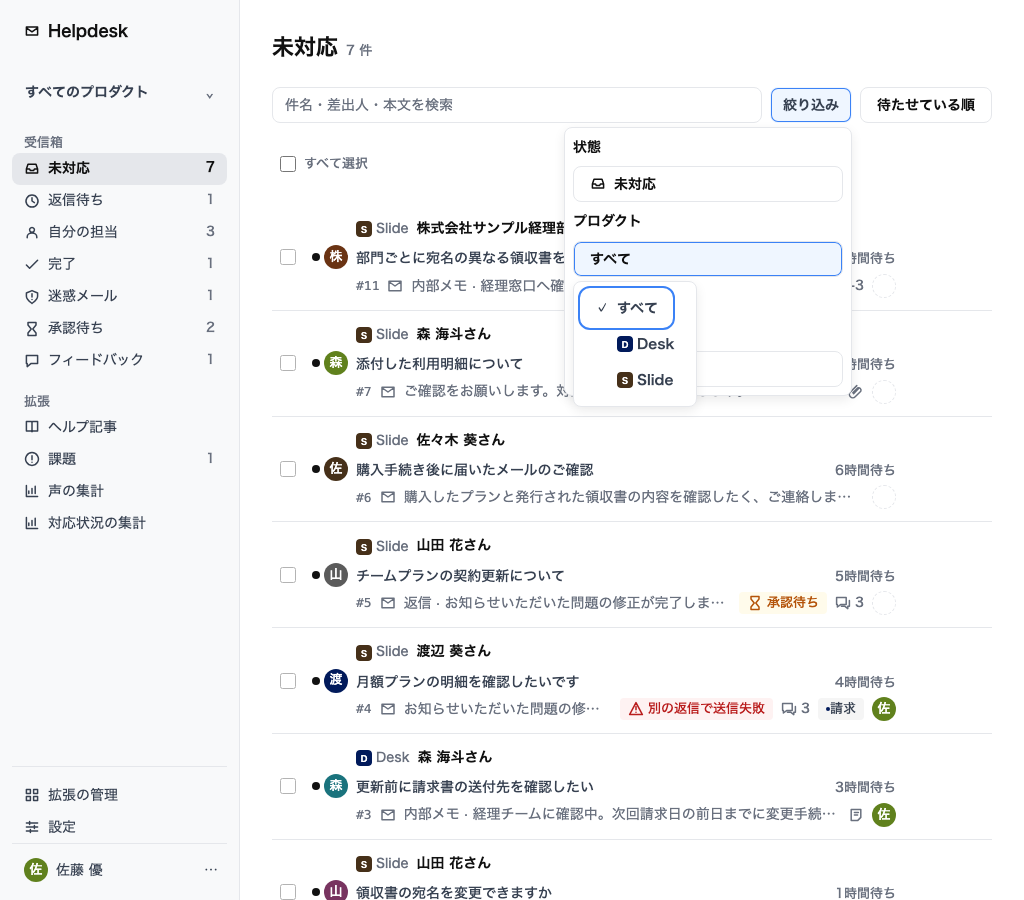 Helpdesk
すべてのプロダクト
受信箱
未対応 7
返信待ち 1
自分の担当 3
完了 1
迷惑メール 1
承認待ち 2
フィードバック 1
拡張
ヘルプ記事
課題 1
声の集計
対応状況の集計
拡張の管理
設定
佐 佐藤 優 …
未対応 7 件
件名・差出人・本文を検索 絞り込み 待たせている順
すべて選択
状態
未対応
プロダクト
すべて
✓ すべて
D Desk
S Slide
S Slide 株式会社サンプル経理部
株 部門ごとに宛名の異なる領収書を 時間待ち
#11 内部メモ · 経理窓口へ確 3
S Slide 森 海斗さん
森 添付した利用明細について 時間待ち
#7 ご確認をお願いします。対
S Slide 佐々木 葵さん
佐 購入手続き後に届いたメールのご確認 6時間待ち
#6 購入したプランと発行された領収書の内容を確認したく、ご連絡しま…
S Slide 山田 花さん
山 チームプランの契約更新について 5時間待ち
#5 返信 · お知らせいただいた問題の修正が完了しま… 承認待ち 3
S Slide 渡辺 葵さん
渡 月額プランの明細を確認したいです 4時間待ち
#4 お知らせいただいた問題の修… 別の返信で送信失敗 3 •請求 佐
D Desk 森 海斗さん
森 更新前に請求書の送付先を確認したい 3時間待ち
#3 内部メモ · 経理チームに確認中。次回請求日の前日までに変更手続… 佐
S Slide 山田 花さん
山 領収書の宛名を変更できますか 1時間待ち